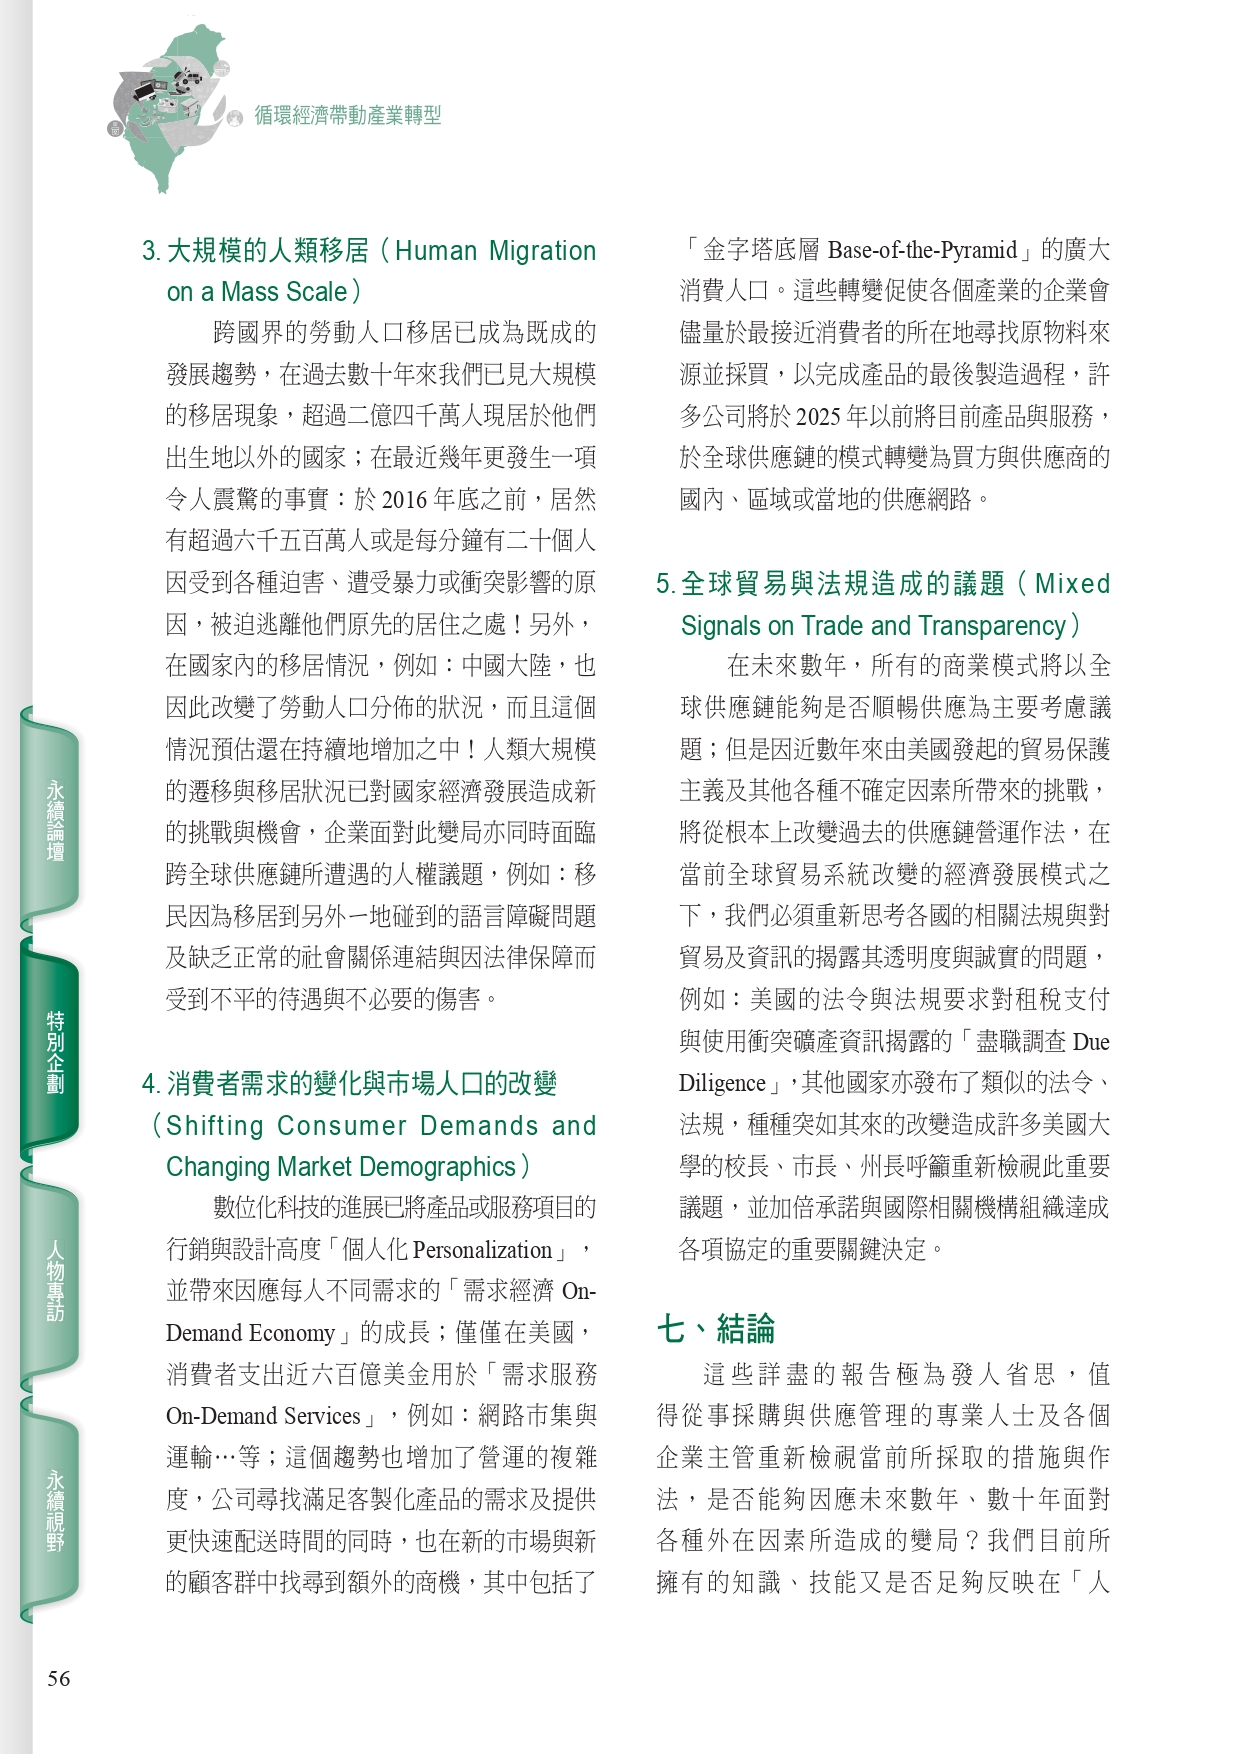 循環經濟帶動產業轉型
3. 大規模的人類移居（Human Migration
on a Mass Scale）
跨國界的勞動人口移居已成為既成的
發展趨勢，在過去數十年來我們已見大規模
的移居現象，超過二億四千萬人現居於他們
出生地以外的國家；在最近幾年更發生一項
令人震驚的事實：於 2016 年底之前，居然
有超過六千五百萬人或是每分鐘有二十個人
因受到各種迫害、遭受暴力或衝突影響的原
因，被迫逃離他們原先的居住之處！另外，
在國家內的移居情況，例如：中國大陸，也
因此改變了勞動人口分佈的狀況，而且這個
情況預估還在持續地增加之中！人類大規模
的遷移與移居狀況已對國家經濟發展造成新
的挑戰與機會，企業面對此變局亦同時面臨
跨全球供應鏈所遭遇的人權議題，例如：移
民因為移居到另外一地碰到的語言障礙問題
及缺乏正常的社會關係連結與因法律保障而
受到不平的待遇與不必要的傷害。
4. 消費者需求的變化與市場人口的改變
（Shifting Consumer Demands and
Changing Market Demographics）
數位化科技的進展已將產品或服務項目的
行銷與設計高度「個人化 Personalization」，
並帶來因應每人不同需求的「需求經濟 On-
Demand Economy」的成長；僅僅在美國，
消費者支出近六百億美金用於「需求服務
On-Demand Services」，例如：網路市集與
運輸…等；這個趨勢也增加了營運的複雜
度，公司尋找滿足客製化產品的需求及提供
更快速配送時間的同時，也在新的市場與新
的顧客群中找尋到額外的商機，其中包括了
「金字塔底層 Base-of-the-Pyramid」的廣大
消費人口。這些轉變促使各個產業的企業會
儘量於最接近消費者的所在地尋找原物料來
源並採買，以完成產品的最後製造過程，許
多公司將於 2025 年以前將目前產品與服務，
於全球供應鏈的模式轉變為買方與供應商的
國內、區域或當地的供應網路。
5. 全球貿易與法規造成的議題（Mixed
Signals on Trade and Transparency）
在未來數年，所有的商業模式將以全
球供應鏈能夠是否順暢供應為主要考慮議
題；但是因近數年來由美國發起的貿易保護
主義及其他各種不確定因素所帶來的挑戰，
將從根本上改變過去的供應鏈營運作法，在
當前全球貿易系統改變的經濟發展模式之
下，我們必須重新思考各國的相關法規與對
貿易及資訊的揭露其透明度與誠實的問題，
例如：美國的法令與法規要求對租稅支付
與使用衝突礦產資訊揭露的「盡職調查 Due
Diligence」，其他國家亦發布了類似的法令、
法規，種種突如其來的改變造成許多美國大
學的校長、市長、州長呼籲重新檢視此重要
議題，並加倍承諾與國際相關機構組織達成
各項協定的重要關鍵決定。
七、結論
這些詳盡的報告極為發人省思，值
得從事採購與供應管理的專業人士及各個
企業主管重新檢視當前所採取的措施與作
法，是否能夠因應未來數年、數十年面對
各種外在因素所造成的變局？我們目前所
擁有的知識、技能又是否足夠反映在「人
永續論壇
特別企劃
人物專訪
永續視野
56